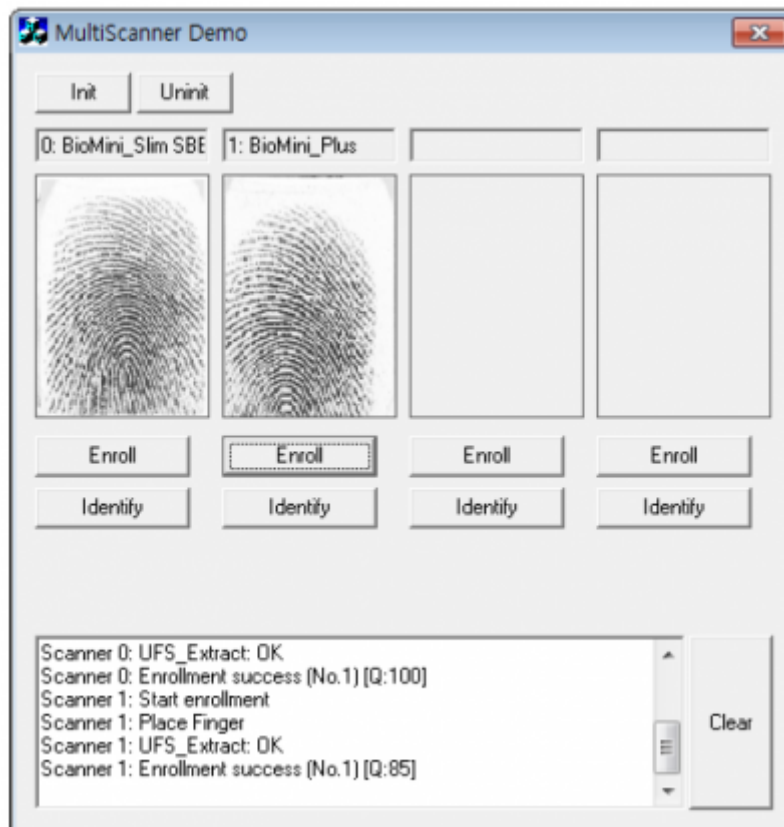 MultiScanner Demo
Init Uninit
0: BioMini_Slim SBE 1: BioMini_Plus
Enroll Enroll Enroll Enroll
Identify Identify Identify Identify
Scanner 0: UFS_Extract: OK
Scanner 0: Enrollment success (No.1) [Q:100]
Scanner 1: Start enrollment
Scanner 1: Place Finger
Scanner 1: UFS_Extract: OK
Scanner 1: Enrollment success (No.1) [Q:85]
Clear